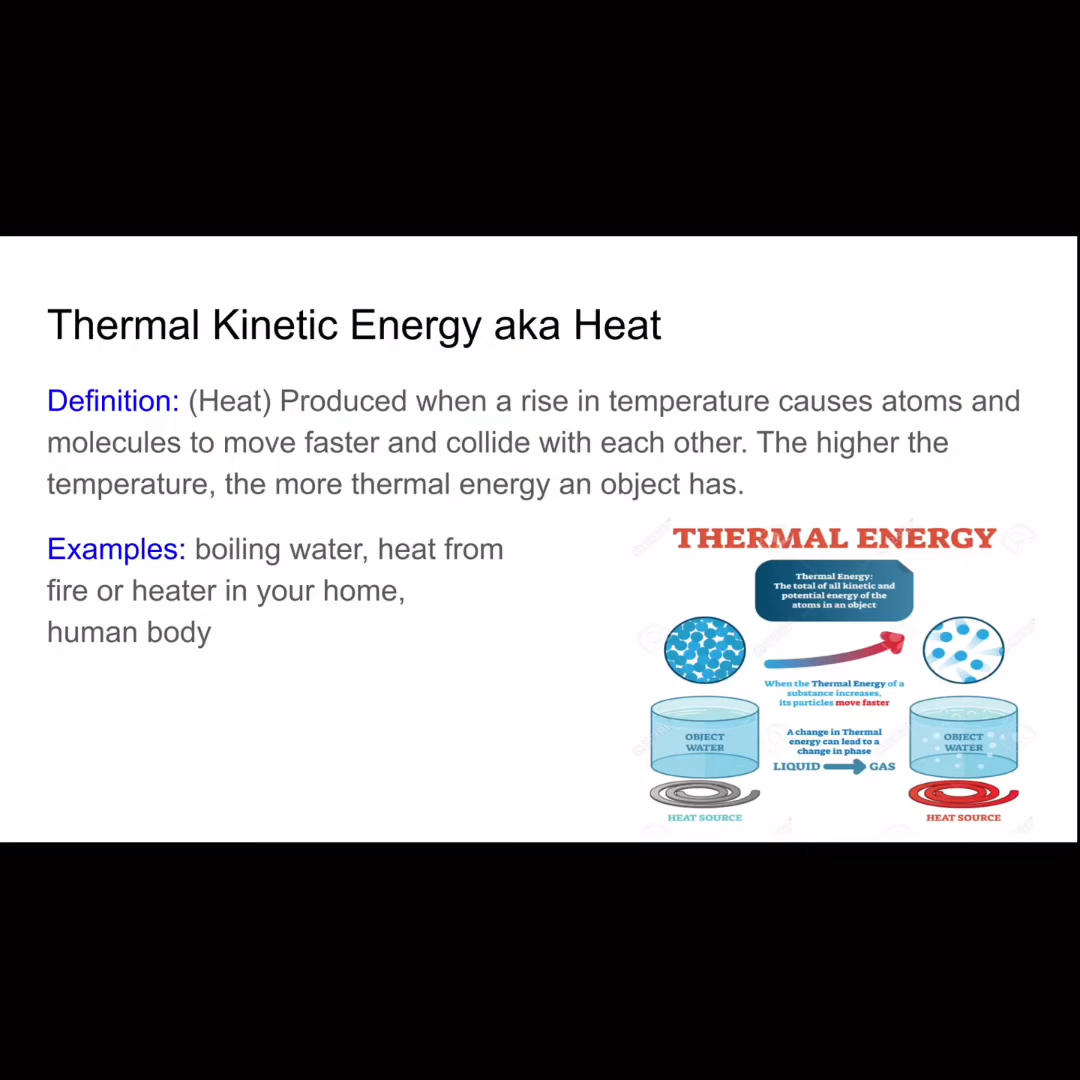 Thermal Kinetic Energy aka Heat
Definition: (Heat) Produced when a rise in temperature causes atoms and
molecules to move faster and collide with each other. The higher the
temperature, the more thermal energy an object has.
Examples: boiling water, heat from
fire or heater in your home,
human body
THERMAL ENERGY
Thermal Energy:
The total of all kinetic and
potential energy of the
atoms in an object
When the Thermal Energy of a
substance increases,
its particles move faster
OBJECT
WATER
A change in Thermal
energy can lead to a
change in phase
LIQUID GAS
OBJECT
WATER
HEAT SOURCE
HEAT SOURCE